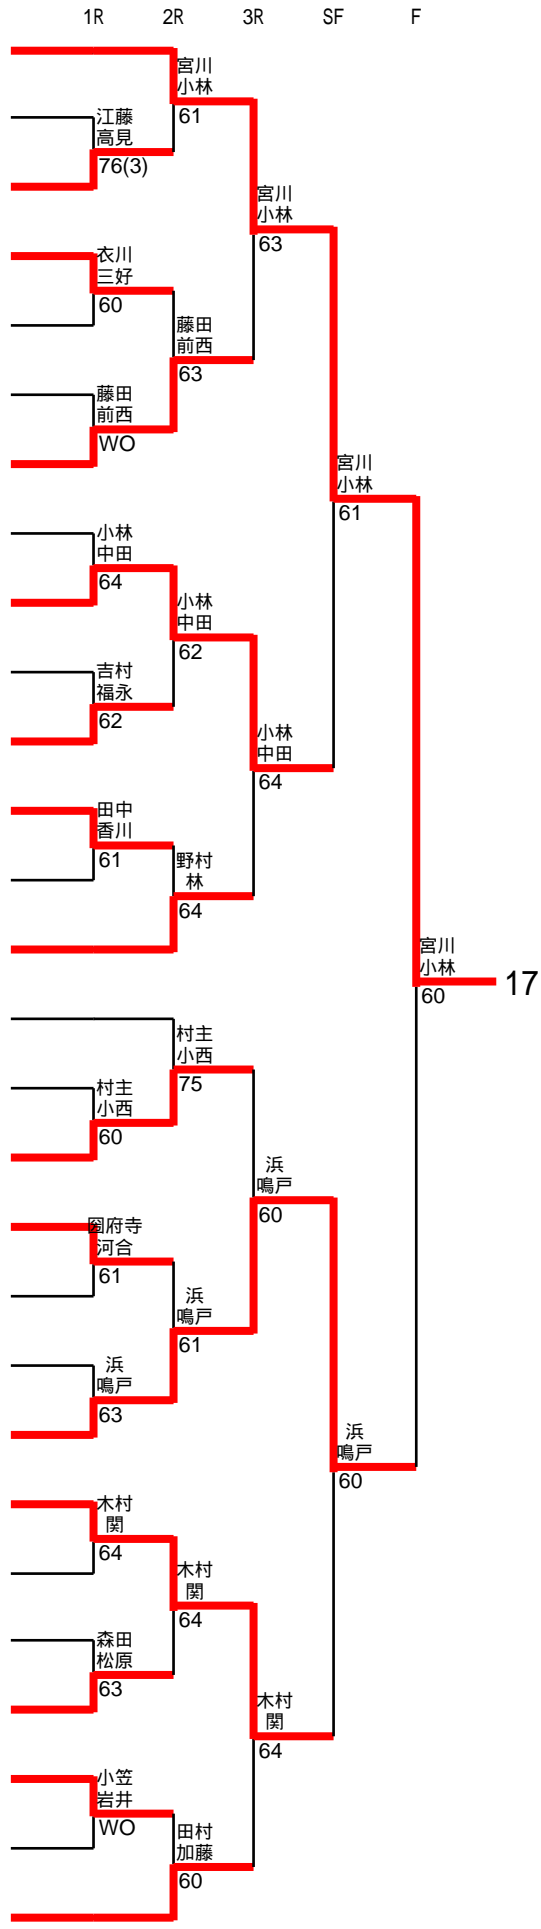 1R 2R 3R SF F
宮川
小林
61
江藤
高見
76(3)
宮川
小林
63
衣川
三好
60
藤田
前西
63
藤田
前西
WO
宮川
小林
61
小林
中田
64
小林
中田
62
吉村
福永
62
小林
中田
64
田中
香川
61
野村
林
64
宮川
小林
60
17
村主
小西
75
村主
小西
60
浜
鳴戸
60
圀府寺
河合
61
浜
鳴戸
61
浜
鳴戸
63
浜
鳴戸
60
木村
関
64
木村
関
64
森田
松原
63
木村
関
64
小笠
岩井
WO
田村
加藤
60